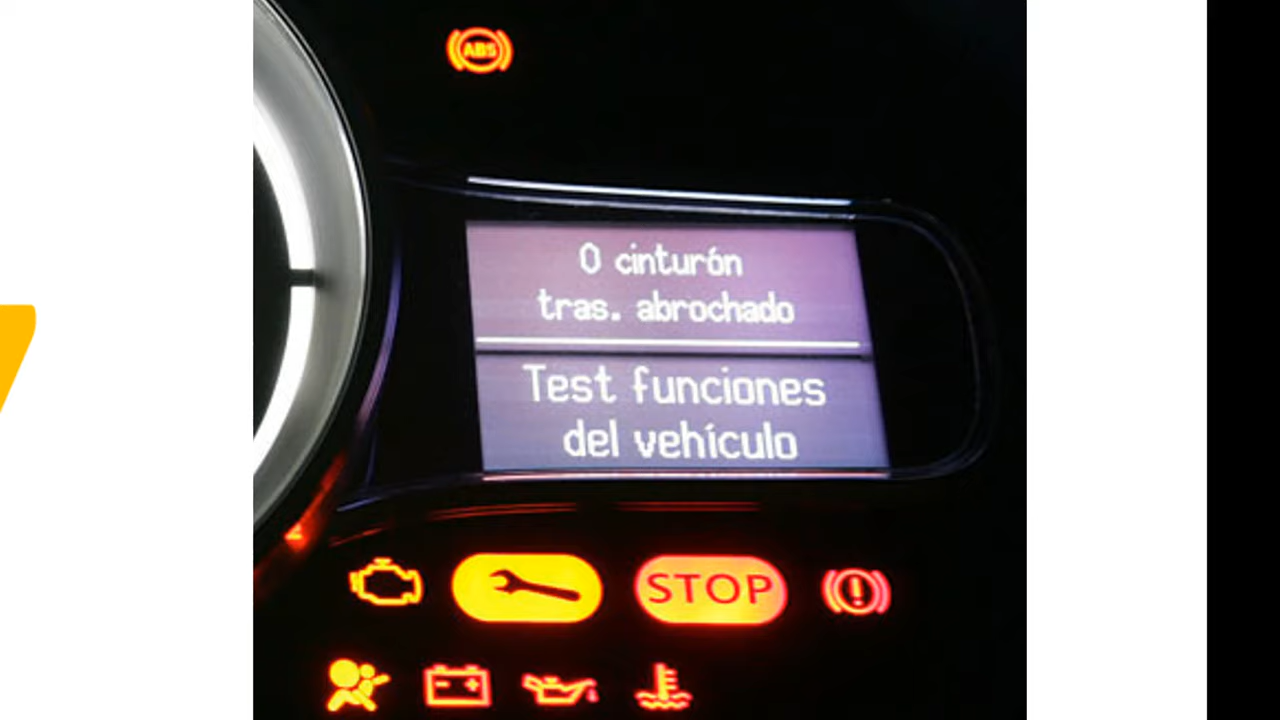 ABS
0 cinturón
tras. abrochado
Test funciones
del vehículo
STOP